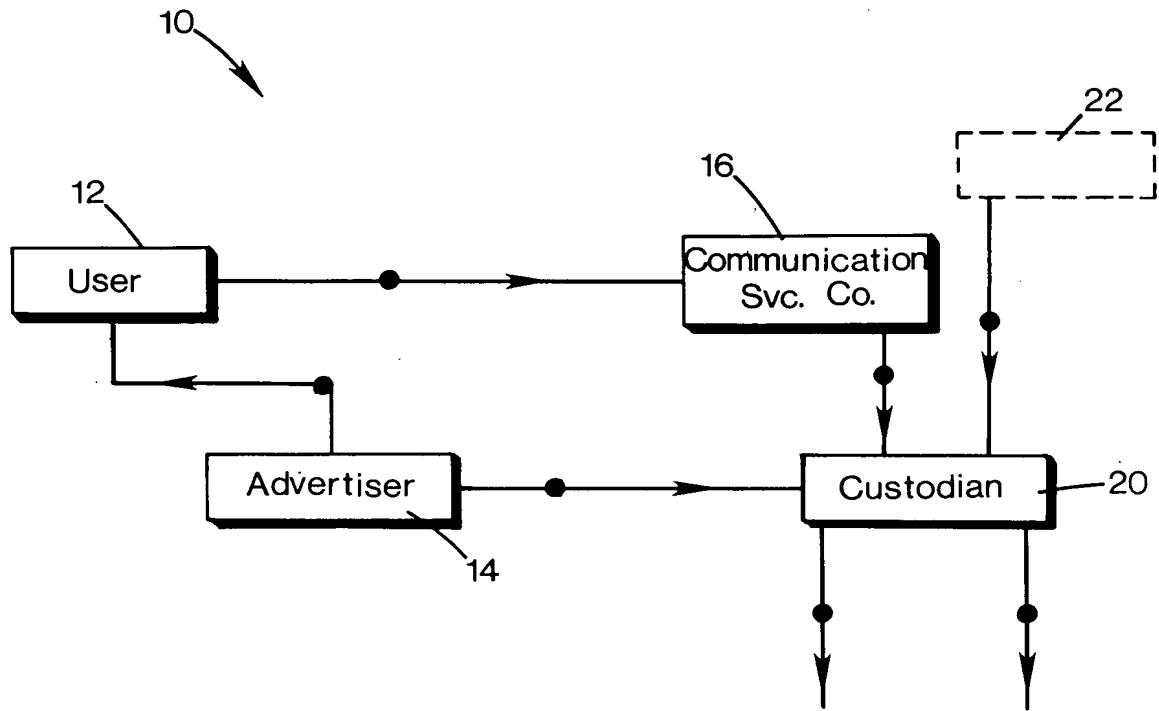 10
22
16
12
Communication
Svc. Co.
User
Advertiser
Custodian
20
14